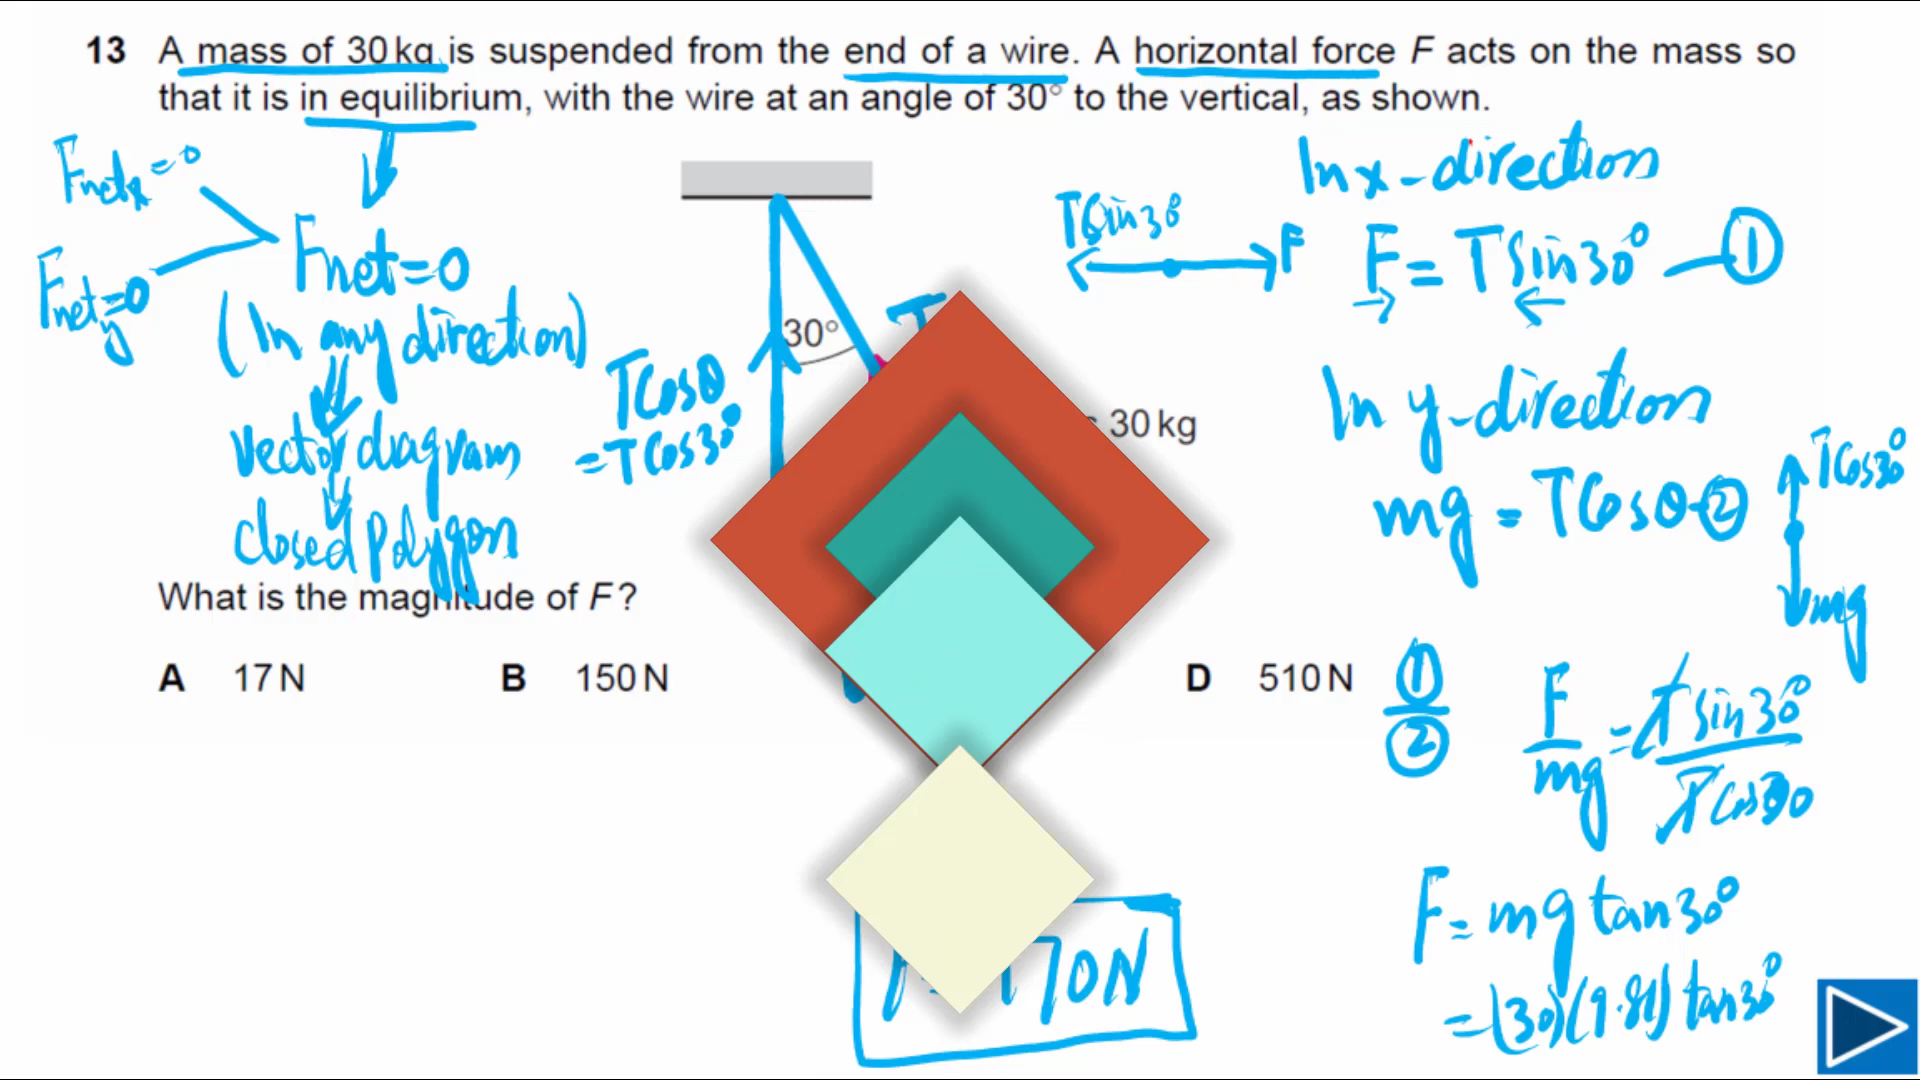 13 A mass of 30 kg is suspended from the end of a wire. A horizontal force F acts on the mass so
that it is in equilibrium, with the wire at an angle of 30° to the vertical, as shown.
Fnetx=0
Fnety=0
Fnet=0
(In any direction)
vector diagram
closed polygon
30°
T
TCosθ
=TCos30°
30 kg
TSin30°
F
In x-direction
F = TSin30° ①
In y-direction
mg = TCosθ ②
TCos30°
mg
What is the magnitude of F?
A 17 N B 150 N D 510 N
①
②
F
mg
= Tsin30°
Tcos30
F = mg tan30°
= (30)(9.81) tan30°
170N